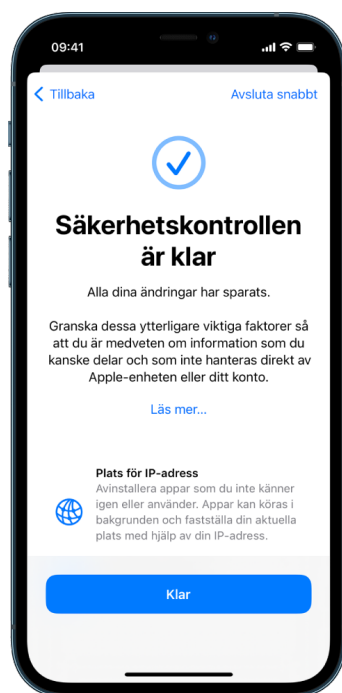 09:41
Tillbaka
Avsluta snabbt
Säkerhetskontrollen
är klar
Alla dina ändringar har sparats.
Granska dessa ytterligare viktiga faktorer så
att du är medveten om information som du
kanske delar och som inte hanteras direkt av
Apple-enheten eller ditt konto.
Läs mer...
Plats för IP-adress
Avinstallera appar som du inte känner
igen eller använder. Appar kan köras i
bakgrunden och fastställa din aktuella
plats med hjälp av din IP-adress.
Klar